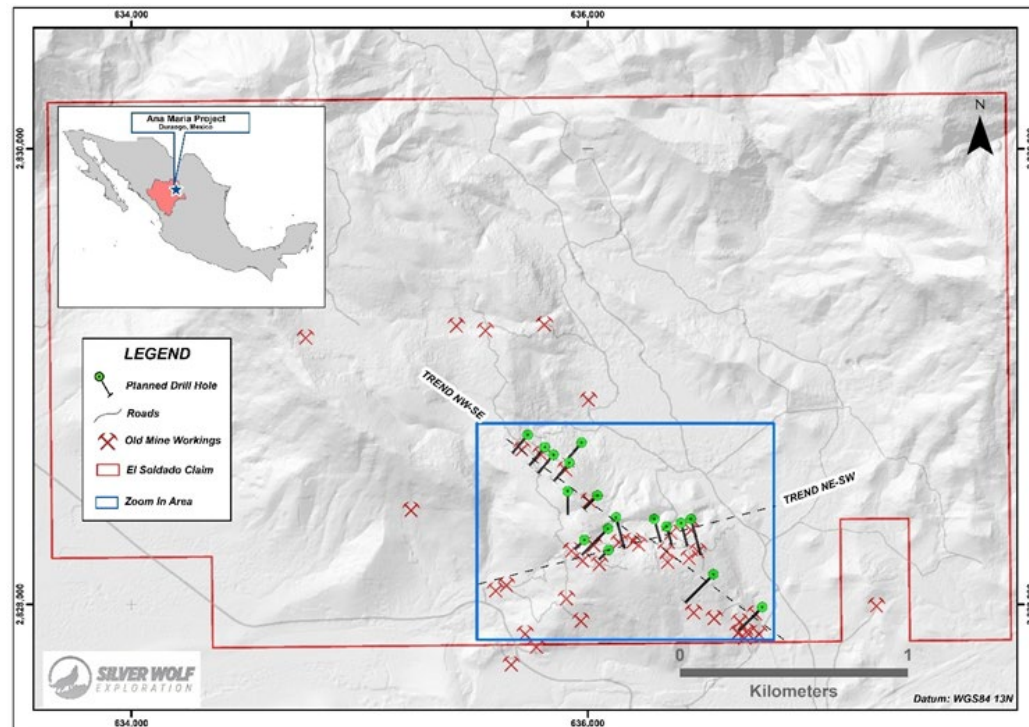 634,000
636,000
Ana Maria Project
Durango, Mexico
N
2,830,000
LEGEND
Planned Drill Hole
Roads
Old Mine Workings
El Soldado Claim
Zoom In Area
TREND NW-SE
TREND NE-SW
2,828,000
SILVER WOLF
EXPLORATION
0
1
Kilometers
Datum: WGS84 13N
634,000
636,000